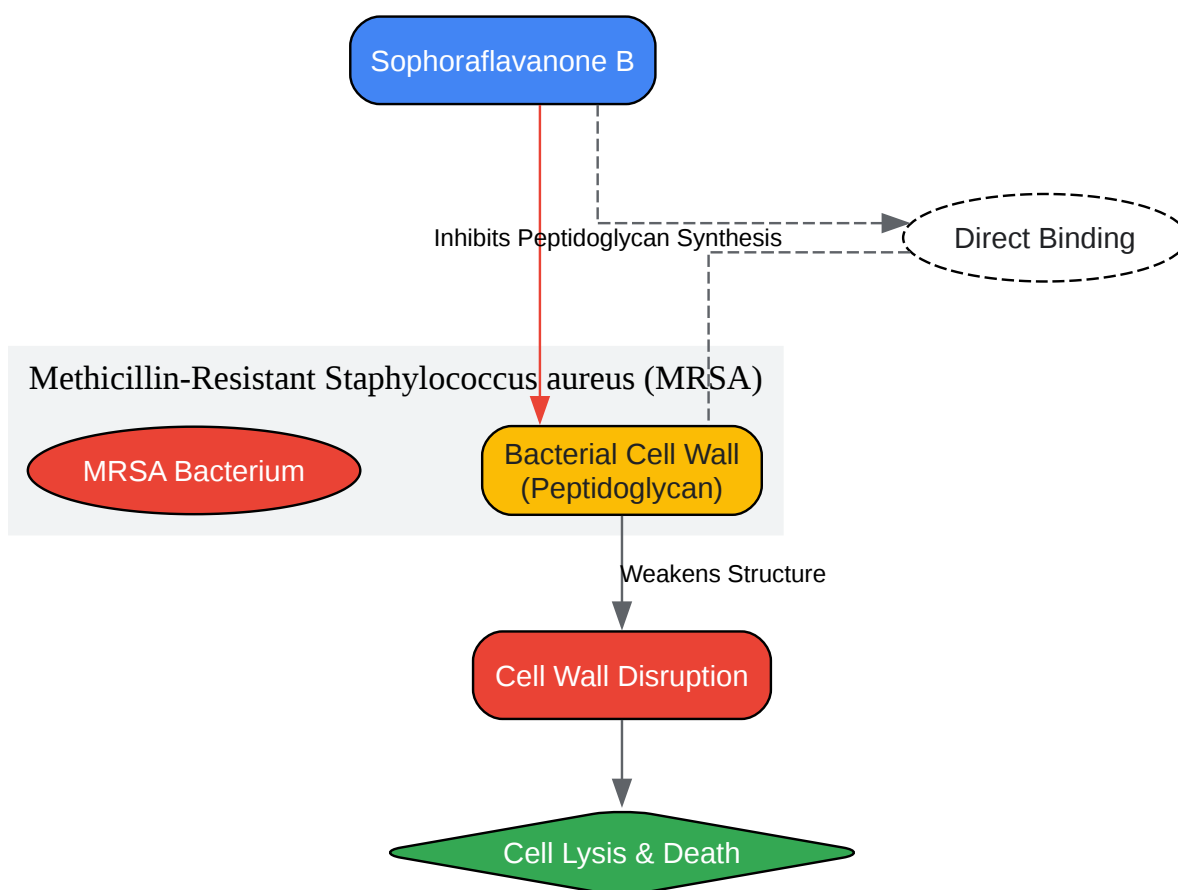 Sophoraflavanone B
Inhibits Peptidoglycan Synthesis
Direct Binding
Methicillin-Resistant Staphylococcus aureus (MRSA)
MRSA Bacterium
Bacterial Cell Wall
(Peptidoglycan)
Weakens Structure
Cell Wall Disruption
Cell Lysis & Death